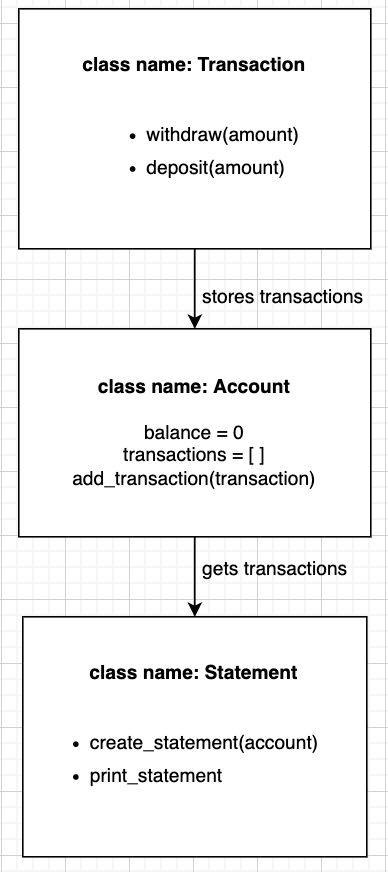 class name: Transaction
• withdraw(amount)
• deposit(amount)
stores transactions
class name: Account
balance = 0
transactions = [ ]
add_transaction(transaction)
gets transactions
class name: Statement
• create_statement(account)
• print_statement